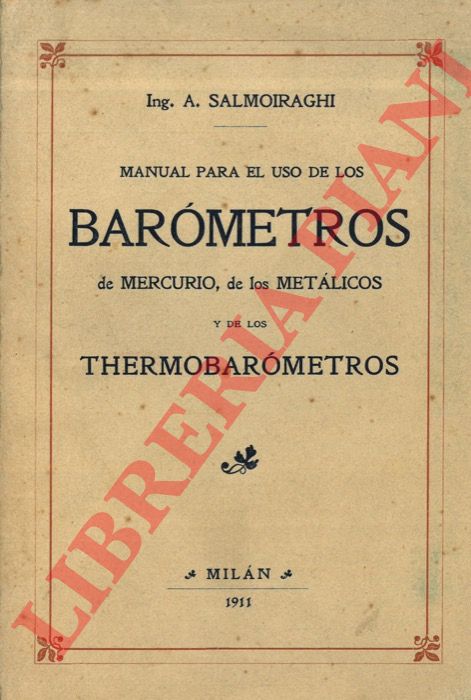 Ing. A. SALMOIRAGHI
MANUAL PARA EL USO DE LOS
BARÓMETROS
de MERCURIO, de los METÁLICOS
Y DE LOS
THERMOBARÓMETROS
MILÁN
1911
LIBRERIA FIANI